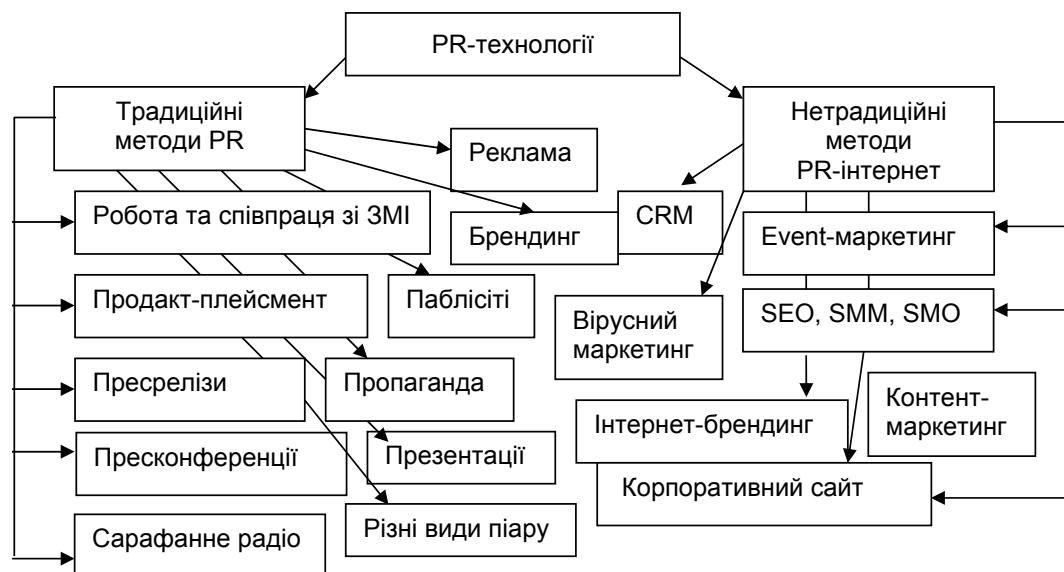 PR-технології
Традиційні
методи PR
Нетрадиційні
методи
PR-інтернет
Реклама
Робота та співпраця зі ЗМІ
Брендинг
CRM
Event-маркетинг
Продакт-плейсмент
Паблісіті
Вірусний
маркетинг
SEO, SMM, SMO
Пресрелізи
Пропаганда
Інтернет-брендинг
Контент-
маркетинг
Пресконференції
Презентації
Корпоративний сайт
Різні види піару
Сарафанне радіо